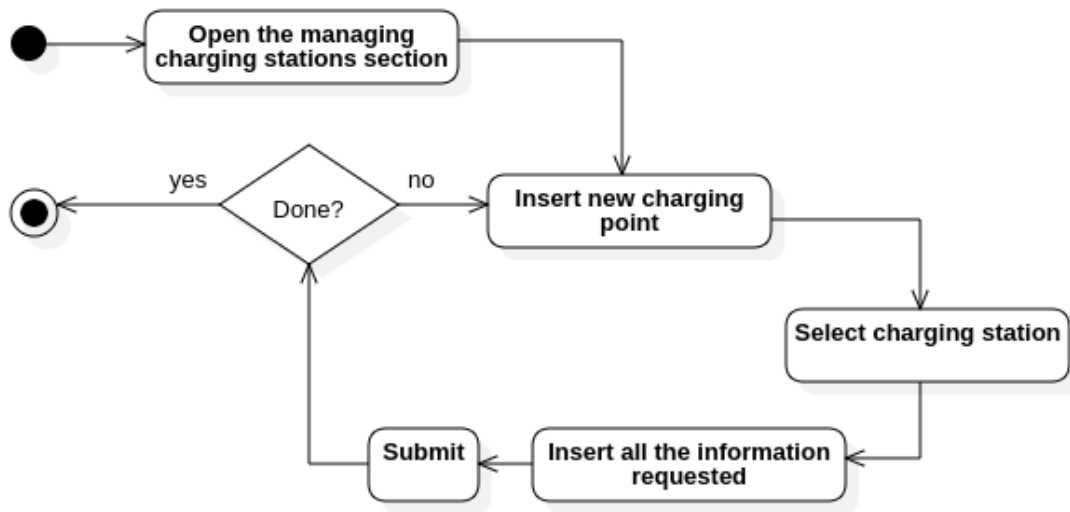 Open the managing
charging stations section
yes
no
Done?
Insert new charging
point
Select charging station
Submit
Insert all the information
requested